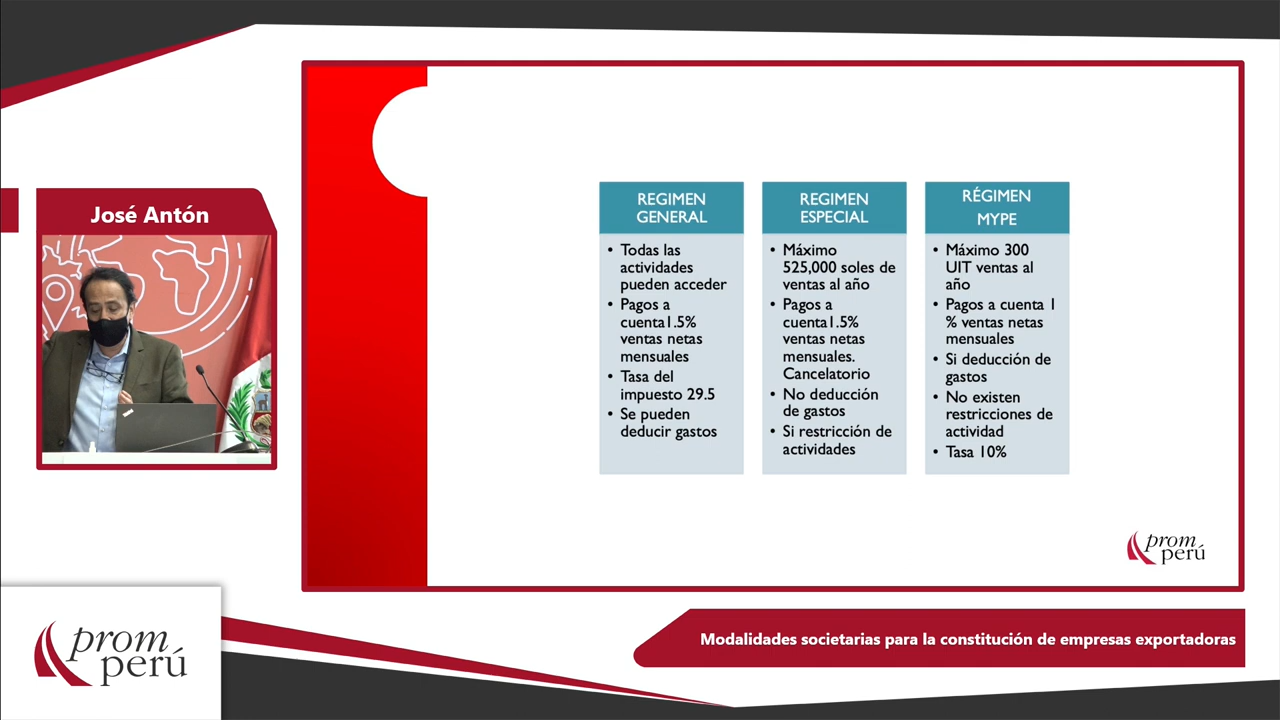 José Antón
REGIMEN
GENERAL
• Todas las
actividades
pueden acceder
• Pagos a
cuenta1.5%
ventas netas
mensuales
• Tasa del
impuesto 29.5
• Se pueden
deducir gastos
REGIMEN
ESPECIAL
• Máximo
525,000 soles de
ventas al año
• Pagos a
cuenta1.5%
ventas netas
mensuales.
Cancelatorio
• No deducción
de gastos
• Si restricción de
actividades
RÉGIMEN
MYPE
• Máximo 300
UIT ventas al
año
• Pagos a cuenta 1
% ventas netas
mensuales
• Si deducción de
gastos
• No existen
restricciones de
actividad
• Tasa 10%
prom
perú
prom
perú
Modalidades societarias para la constitución de empresas exportadoras